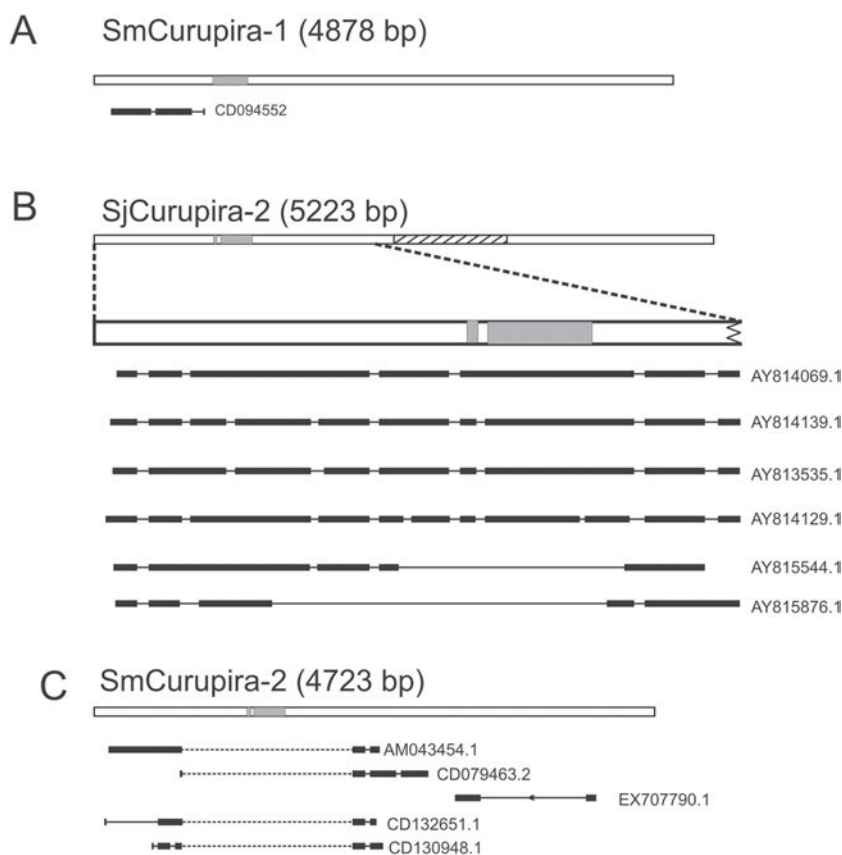 A
SmCurupira-1 (4878 bp)
CD094552
B
SjCurupira-2 (5223 bp)
AY814069.1
AY814139.1
AY813535.1
AY814129.1
AY815544.1
AY815876.1
C
SmCurupira-2 (4723 bp)
AM043454.1
CD079463.2
EX707790.1
CD132651.1
CD130948.1